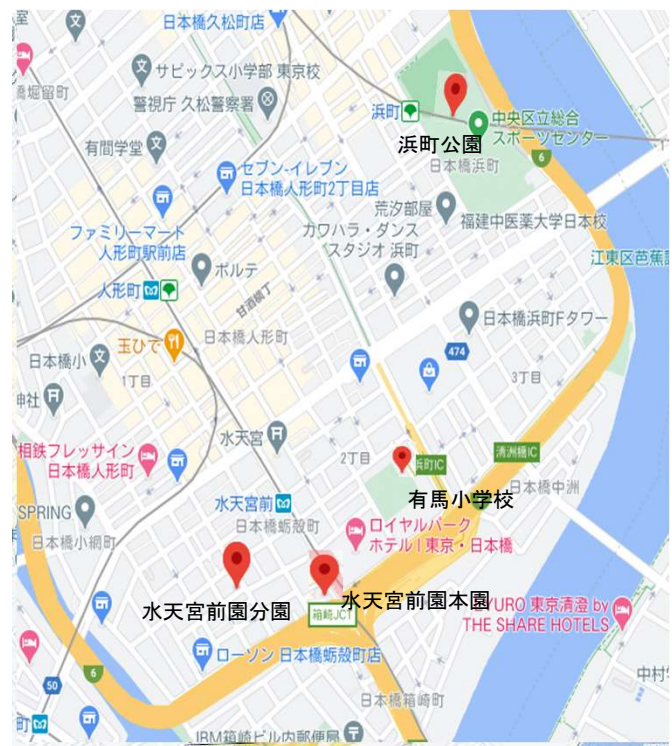 日本橋久松町店
室
サピックス小学部 東京校
橋堀留町
警視庁 久松警察署
浜町
中央区立総合
スポーツセンター
浜町公園
有間学堂
日本橋浜町
6
セブン-イレブン
日本橋人形町2丁目店
荒汐部屋
福建中医薬大学日本校
ファミリーマート
人形町駅前店
カワハラ・ダンス
スタジオ 浜町
江東区芭蕉
ポルテ
甘酒横丁
人形町
日本橋浜町Fタワー
日本橋人形町
玉ひで
日本橋小
474
1丁目
3丁目
神社
水天宮
2丁目
相鉄フレッサイン
日本橋人形町
浜町IC
清洲橋IC
有馬小学校
日本橋中洲
水天宮前
SPRING
日本橋蛎殻町
ロイヤルパーク
ホテル
東京・日本橋
日本橋小網町
水天宮前園分園
水天宮前園本園
箱崎JCT
YURO 東京清澄 by
THE SHARE HOTELS
ローソン 日本橋蛎殻町店
6
50
中村
日本橋箱崎町
町
IBM箱崎ビル内郵便局